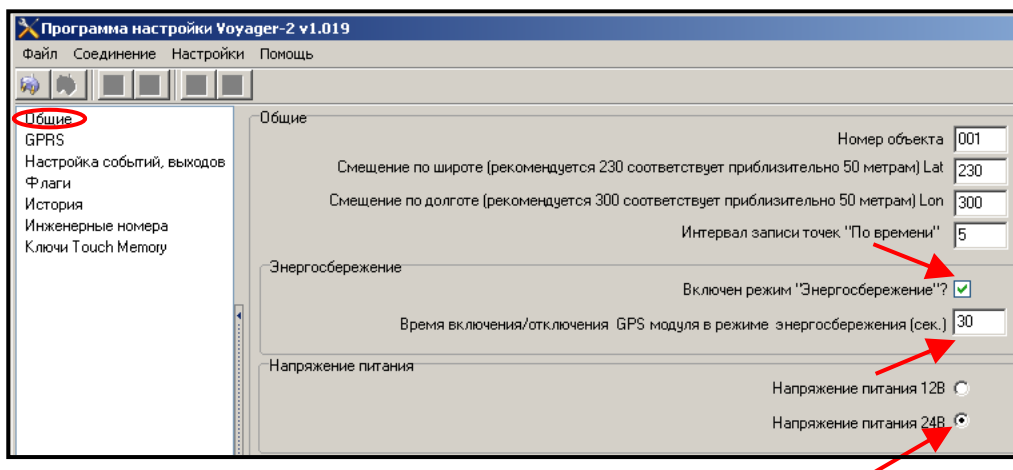 Программа настройки Voyager-2 v1.019
Файл Соединение Настройки Помощь
Общие
GPRS
Настройка событий, выходов
Флаги
История
Инженерные номера
Ключи Touch Memory
Общие
Номер объекта 001
Смещение по широте (рекомендуется 230 соответствует приблизительно 50 метрам) Lat 230
Смещение по долготе (рекомендуется 300 соответствует приблизительно 50 метрам) Lon 300
Интервал записи точек "По времени" 5
Энергосбережение
Включен режим "Энергосбережение"?
Время включения/отключения GPS модуля в режиме энергосбережения (сек.) 30
Напряжение питания
Напряжение питания 12В
Напряжение питания 24В